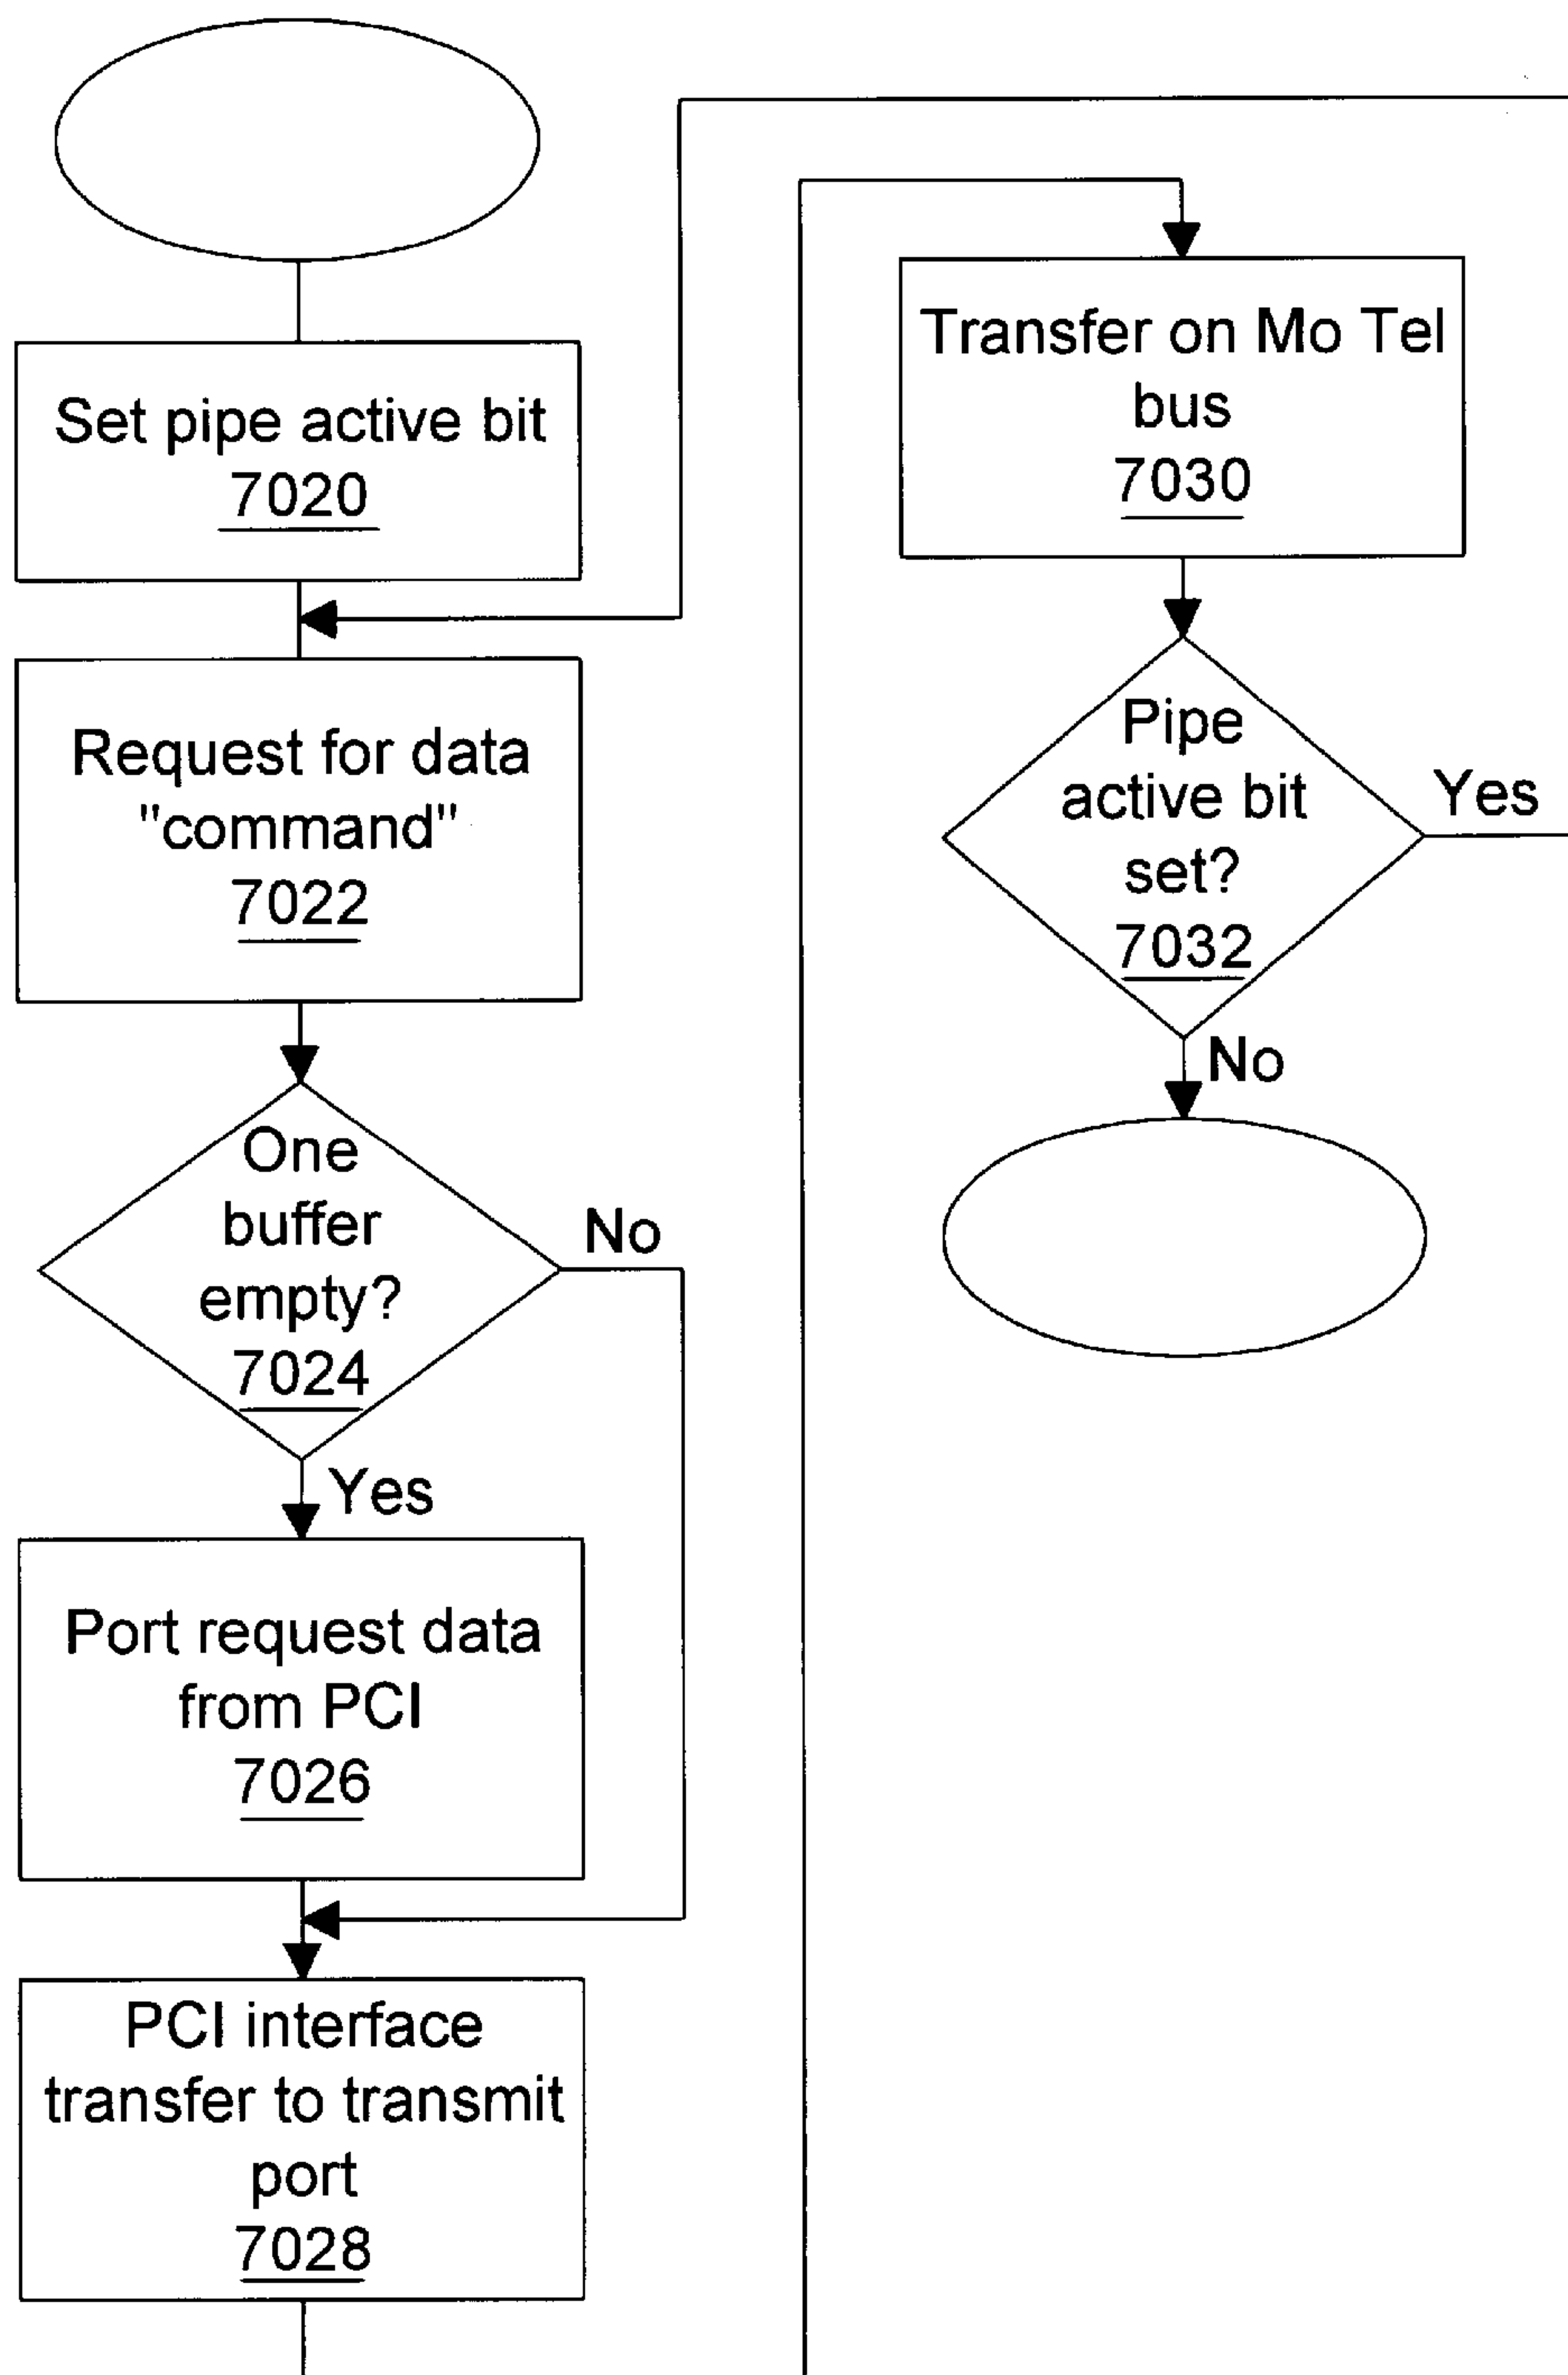 Set pipe active bit
7020
Request for data
"command"
7022
One
buffer
empty?
7024
No
Yes
Port request data
from PCI
7026
PCI interface
transfer to transmit
port
7028
Transfer on Mo Tel
bus
7030
Pipe
active bit
set?
7032
Yes
No